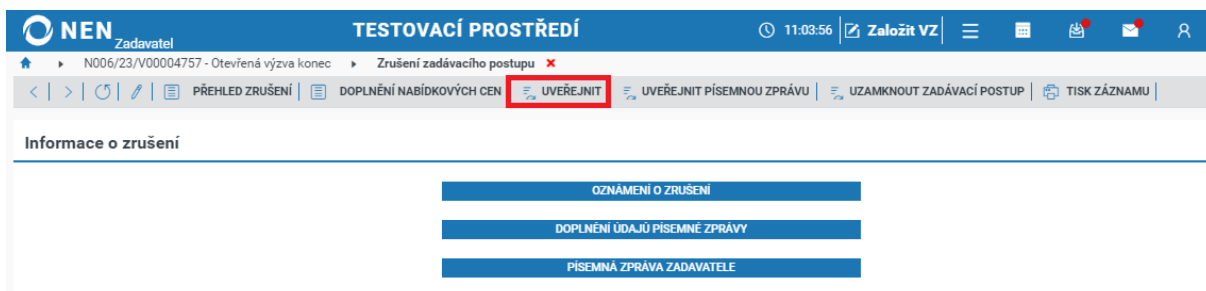 NEN Zadavatel TESTOVACÍ PROSTŘEDÍ 11:03:56 Založit VZ
N006/23/V00004757 - Otevřená výzva konec Zrušení zadávacího postupu
PŘEHLED ZRUŠENÍ DOPLNĚNÍ NABÍDKOVÝCH CEN UVEŘEJNIT UVEŘEJNIT PÍSEMNOU ZPRÁVU UZAMKNOUT ZADÁVACÍ POSTUP TISK ZÁZNAMU
Informace o zrušení
OZNÁMENÍ O ZRUŠENÍ
DOPLNĚNÍ ÚDAJŮ PÍSEMNÉ ZPRÁVY
PÍSEMNÁ ZPRÁVA ZADAVATELE